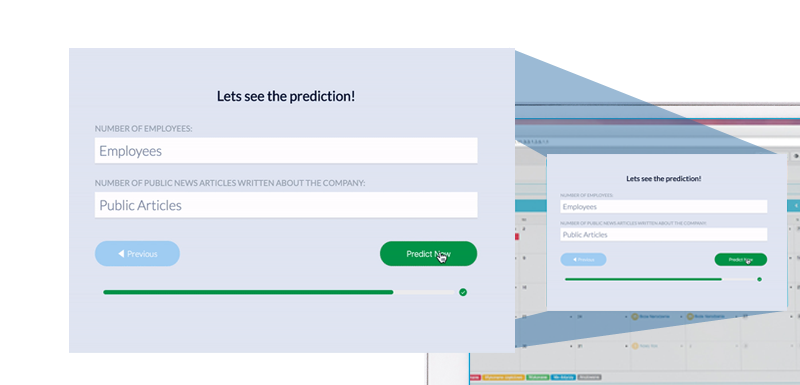 Lets see the prediction!
NUMBER OF EMPLOYEES:
Employees
NUMBER OF PUBLIC NEWS ARTICLES WRITTEN ABOUT THE COMPANY:
Public Articles
Previous
Predict Now
Lets see the prediction!
NUMBER OF EMPLOYEES:
Employees
NUMBER OF PUBLIC NEWS ARTICLES WRITTEN ABOUT THE COMPANY:
Public Articles
Previous
Predict Now